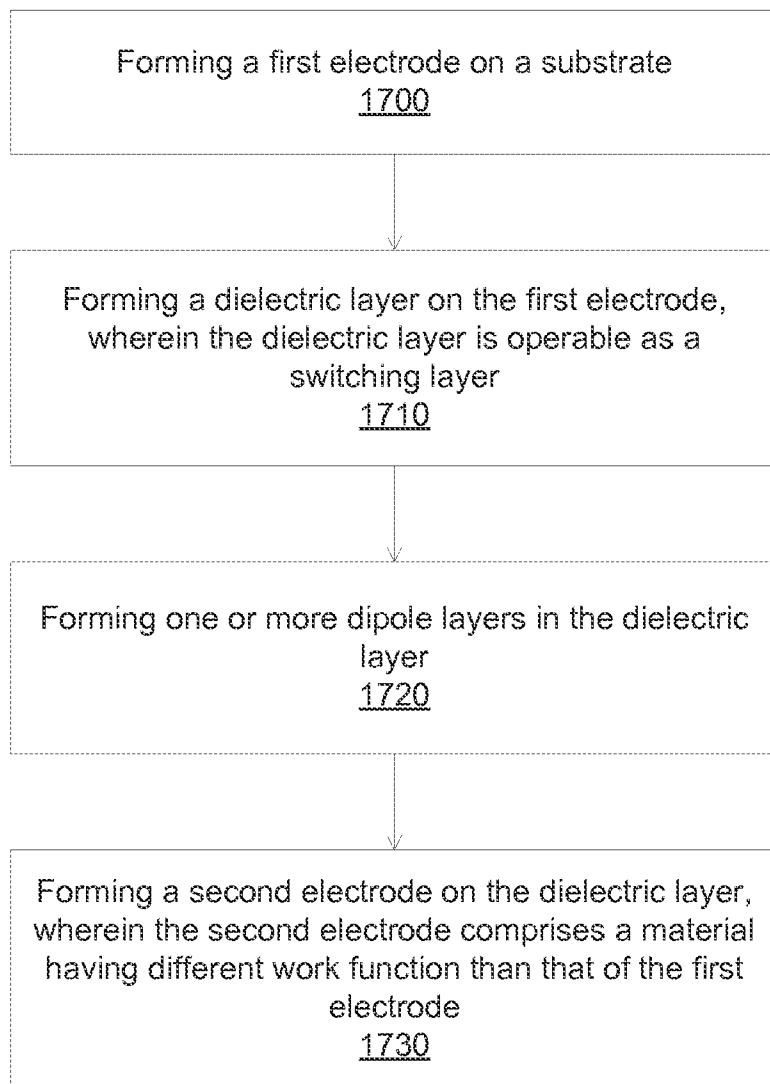 Forming a first electrode on a substrate
1700
Forming a dielectric layer on the first electrode,
wherein the dielectric layer is operable as a
switching layer
1710
Forming one or more dipole layers in the dielectric
layer
1720
Forming a second electrode on the dielectric layer,
wherein the second electrode comprises a material
having different work function than that of the first
electrode
1730